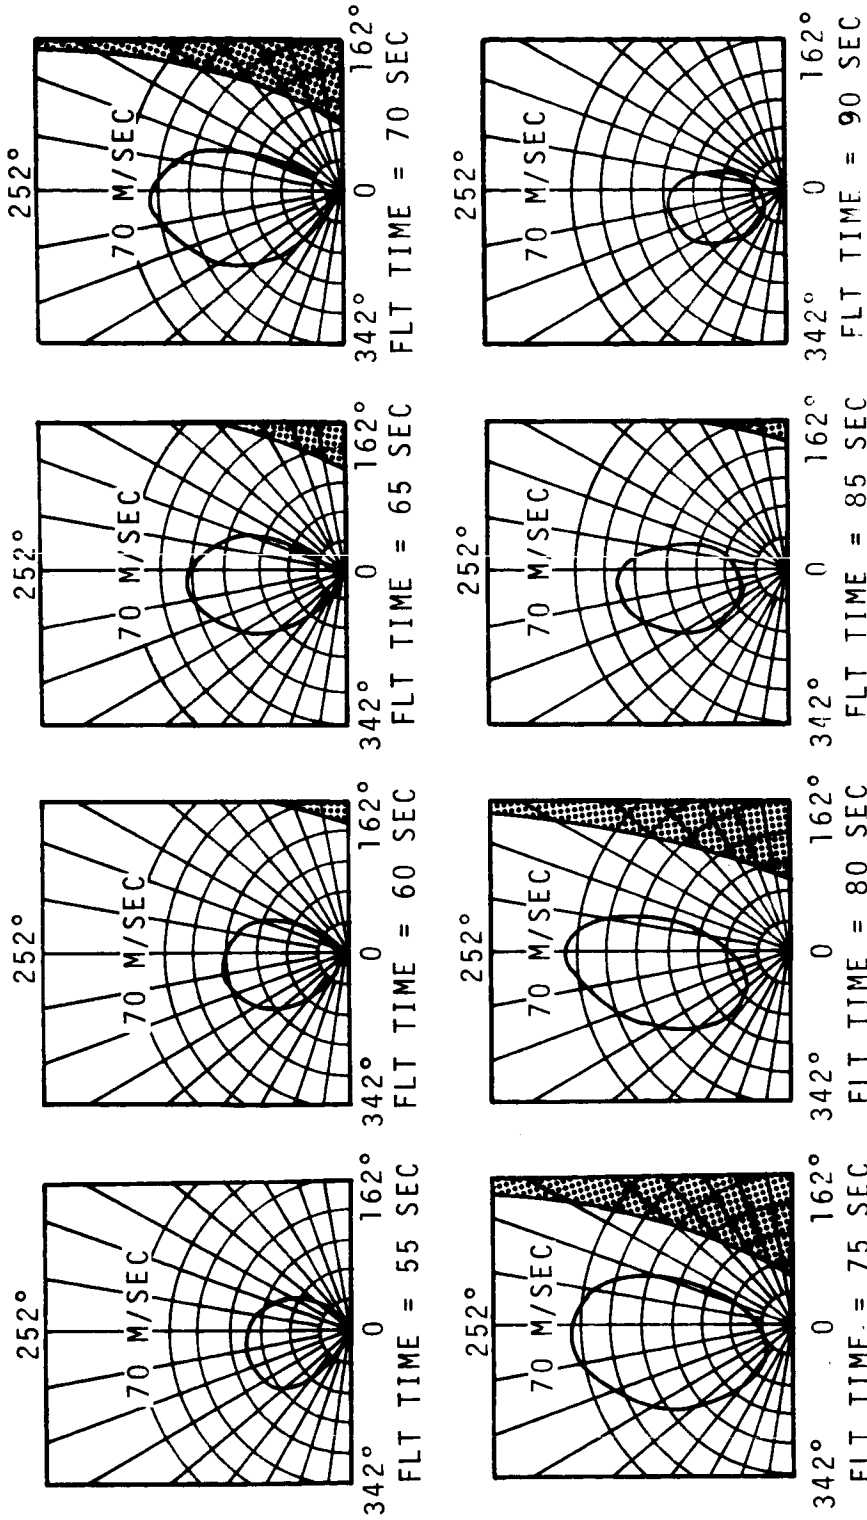 252°
70 M/SEC
342° 0 162°
FLT TIME = 55 SEC
252°
70 M/SEC
342° 0 162°
FLT TIME = 60 SEC
252°
70 M/SEC
342° 0 162°
FLT TIME = 65 SEC
252°
70 M/SEC
342° 0 162°
FLT TIME = 70 SEC
252°
70 M/SEC
342° 0 162°
FLT TIME = 75 SEC
252°
70 M/SEC
342° 0 162°
FLT TIME = 80 SEC
252°
70 M/SEC
342° 0 162°
FLT TIME = 85 SEC
252°
70 M/SEC
342° 0 162°
FLT TIME = 90 SEC